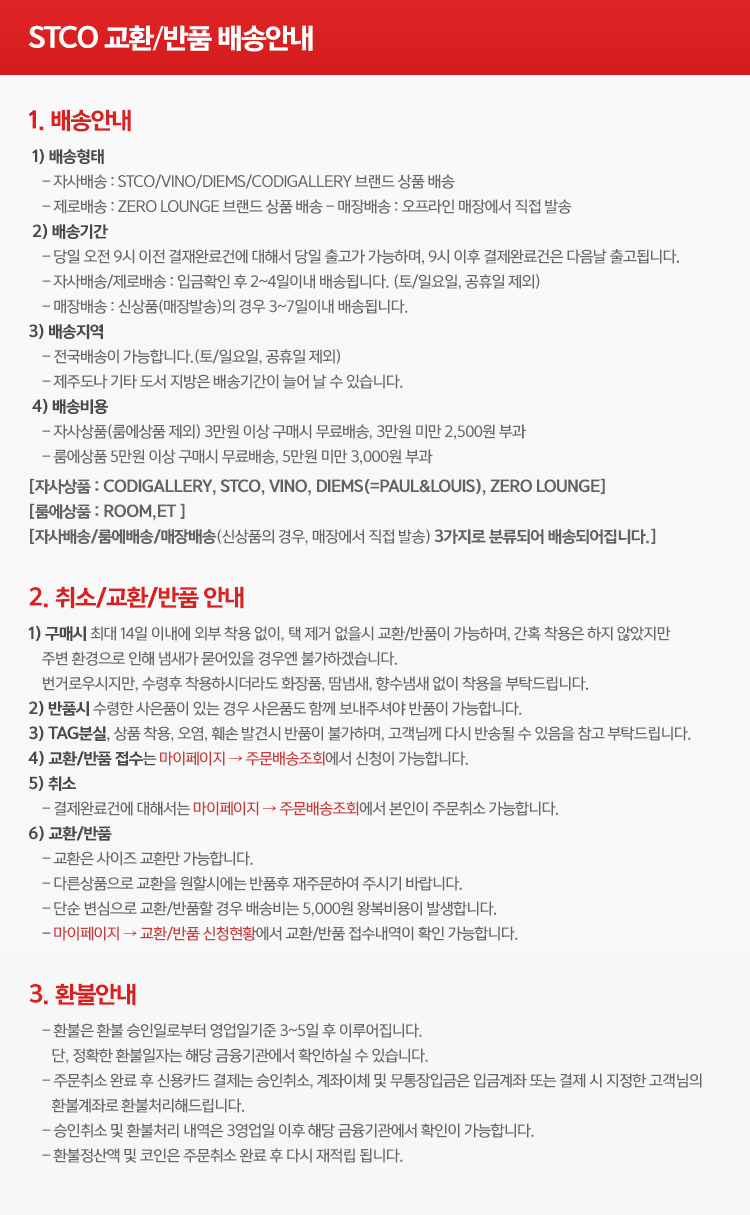 STCO 교환/반품 배송안내
1. 배송안내
1) 배송형태
- 자사배송 : STCO/VINO/DIEMS/CODIGALLERY 브랜드 상품 배송
- 제로배송 : ZERO LOUNGE 브랜드 상품 배송 - 매장배송 : 오프라인 매장에서 직접 발송
2) 배송기간
- 당일 오전 9시 이전 결재완료건에 대해서 당일 출고가 가능하며, 9시 이후 결제완료건은 다음날 출고됩니다.
- 자사배송/제로배송 : 입금확인 후 2~4일이내 배송됩니다. (토/일요일, 공휴일 제외)
- 매장배송 : 신상품(매장발송)의 경우 3~7일이내 배송됩니다.
3) 배송지역
- 전국배송이 가능합니다.(토/일요일, 공휴일 제외)
- 제주도나 기타 도서 지방은 배송기간이 늘어 날 수 있습니다.
4) 배송비용
- 자사상품(룸에상품 제외) 3만원 이상 구매시 무료배송, 3만원 미만 2,500원 부과
- 룸에상품 5만원 이상 구매시 무료배송, 5만원 미만 3,000원 부과
[자사상품 : CODIGALLERY, STCO, VINO, DIEMS(=PAUL&LOUIS), ZERO LOUNGE]
[룸에상품 : ROOM,ET ]
[자사배송/룸에배송/매장배송(신상품의 경우, 매장에서 직접 발송) 3가지로 분류되어 배송되어집니다.]
2. 취소/교환/반품 안내
1) 구매시 최대 14일 이내에 외부 착용 없이, 택 제거 없을시 교환/반품이 가능하며, 간혹 착용은 하지 않았지만
주변 환경으로 인해 냄새가 묻어있을 경우엔 불가하겠습니다.
번거로우시지만, 수령후 착용하시더라도 화장품, 땀냄새, 향수냄새 없이 착용을 부탁드립니다.
2) 반품시 수령한 사은품이 있는 경우 사은품도 함께 보내주셔야 반품이 가능합니다.
3) TAG분실, 상품 착용, 오염, 훼손 발견시 반품이 불가하며, 고객님께 다시 반송될 수 있음을 참고 부탁드립니다.
4) 교환/반품 접수는 마이페이지 → 주문배송조회에서 신청이 가능합니다.
5) 취소
- 결제완료건에 대해서는 마이페이지 → 주문배송조회에서 본인이 주문취소 가능합니다.
6) 교환/반품
- 교환은 사이즈 교환만 가능합니다.
- 다른상품으로 교환을 원할시에는 반품후 재주문하여 주시기 바랍니다.
- 단순 변심으로 교환/반품할 경우 배송비는 5,000원 왕복비용이 발생합니다.
- 마이페이지 → 교환/반품 신청현황에서 교환/반품 접수내역이 확인 가능합니다.
3. 환불안내
- 환불은 환불 승인일로부터 영업일기준 3~5일 후 이루어집니다.
단, 정확한 환불일자는 해당 금융기관에서 확인하실 수 있습니다.
- 주문취소 완료 후 신용카드 결제는 승인취소, 계좌이체 및 무통장입금은 입금계좌 또는 결제 시 지정한 고객님의
환불계좌로 환불처리해드립니다.
- 승인취소 및 환불처리 내역은 3영업일 이후 해당 금융기관에서 확인이 가능합니다.
- 환불정산액 및 코인은 주문취소 완료 후 다시 재적립 됩니다.